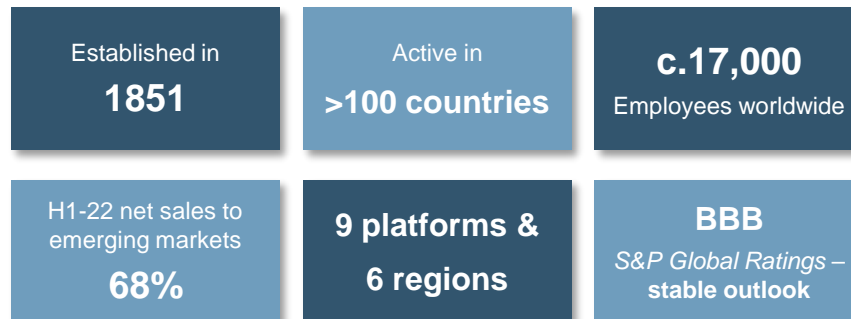 Established in
1851
Active in
>100 countries
c.17,000
Employees worldwide
H1-22 net sales to
emerging markets
68%
9 platforms &
6 regions
BBB
S&P Global Ratings –
stable outlook